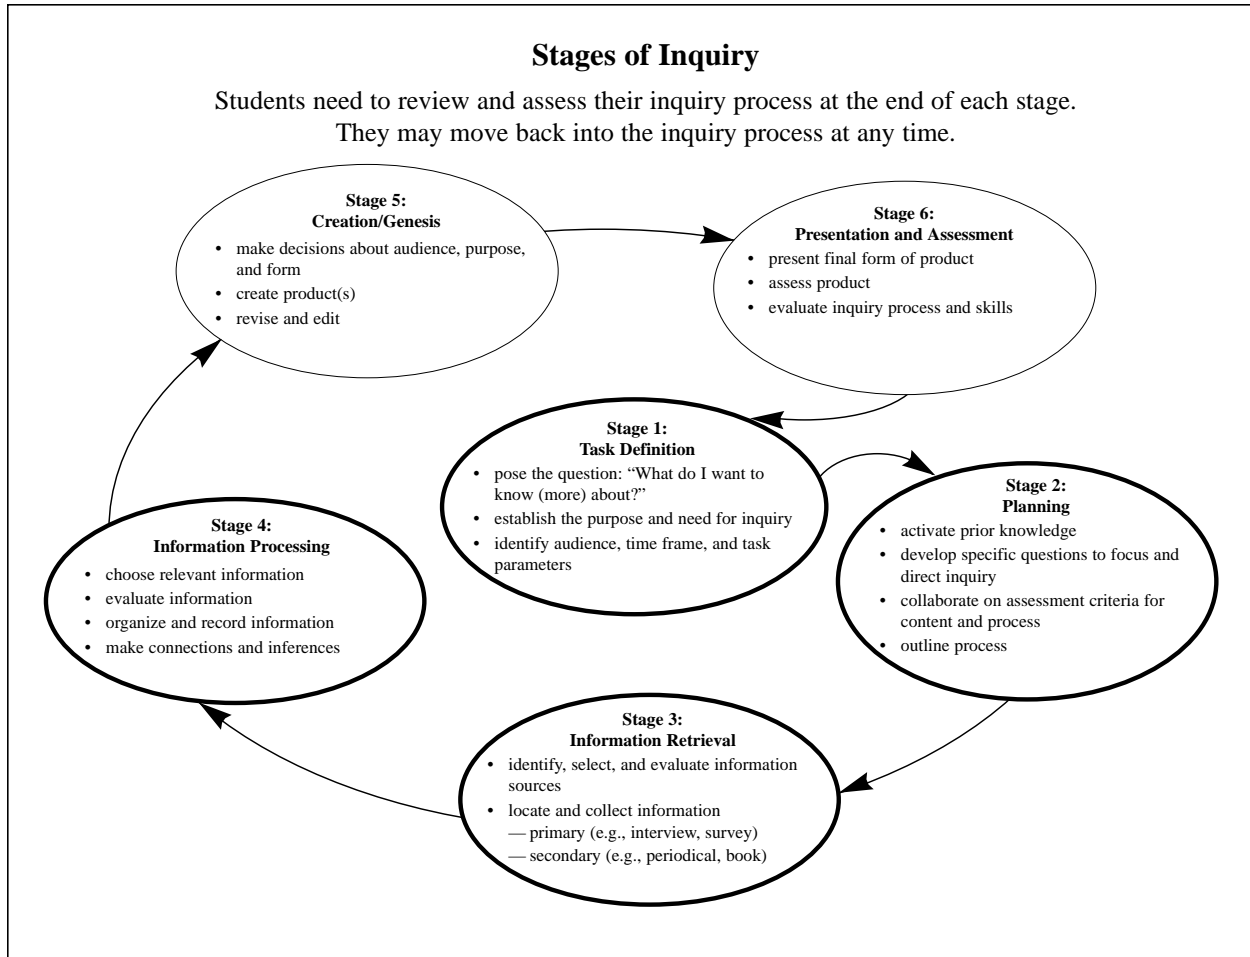 Stages of Inquiry
Students need to review and assess their inquiry process at the end of each stage.
They may move back into the inquiry process at any time.
Stage 5:
Creation/Genesis
• make decisions about audience, purpose,
and form
• create product(s)
• revise and edit
Stage 6:
Presentation and Assessment
• present final form of product
• assess product
• evaluate inquiry process and skills
Stage 1:
Task Definition
• pose the question: “What do I want to
know (more) about?”
• establish the purpose and need for inquiry
• identify audience, time frame, and task
parameters
Stage 2:
Planning
• activate prior knowledge
• develop specific questions to focus and
direct inquiry
• collaborate on assessment criteria for
content and process
• outline process
Stage 4:
Information Processing
• choose relevant information
• evaluate information
• organize and record information
• make connections and inferences
Stage 3:
Information Retrieval
• identify, select, and evaluate information
sources
• locate and collect information
— primary (e.g., interview, survey)
— secondary (e.g., periodical, book)